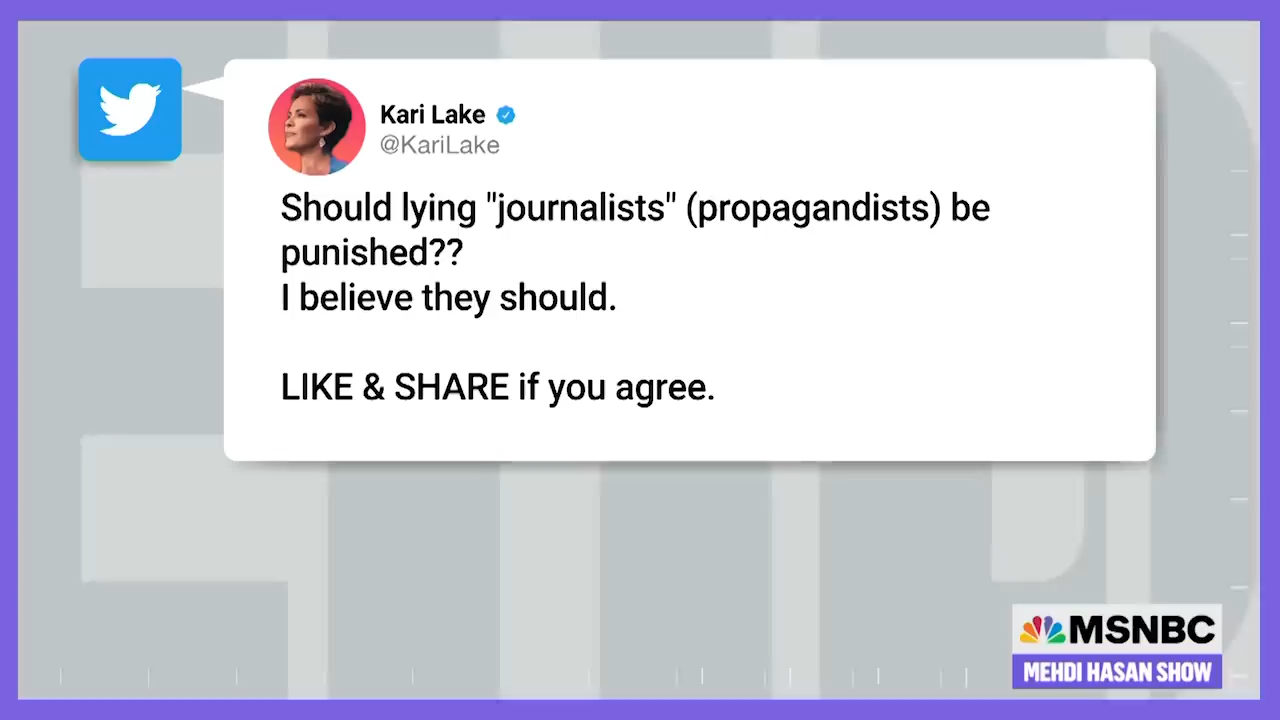 Kari Lake
@KariLake
Should lying "journalists" (propagandists) be
punished??
I believe they should.
LIKE & SHARE if you agree.
MSNBC
MEHDI HASAN SHOW